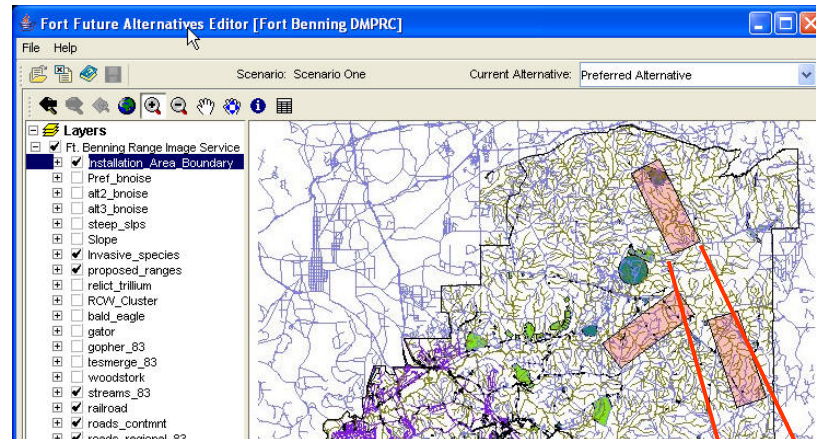 Fort Future Alternatives Editor [Fort Benning DMPRC]
File Help
Scenario: Scenario One Current Alternative: Preferred Alternative
Layers
Ft. Benning Range Image Service
Installation_Area_Boundary
Pref_bnoise
alt2_bnoise
alt3_bnoise
steep_slps
Slope
Invasive_species
proposed_ranges
relict_trillium
RCW_Cluster
bald_eagle
gator
gopher_83
tesmerge_83
woodstork
streams_83
railroad
roads_contmnt
roads_regional_83